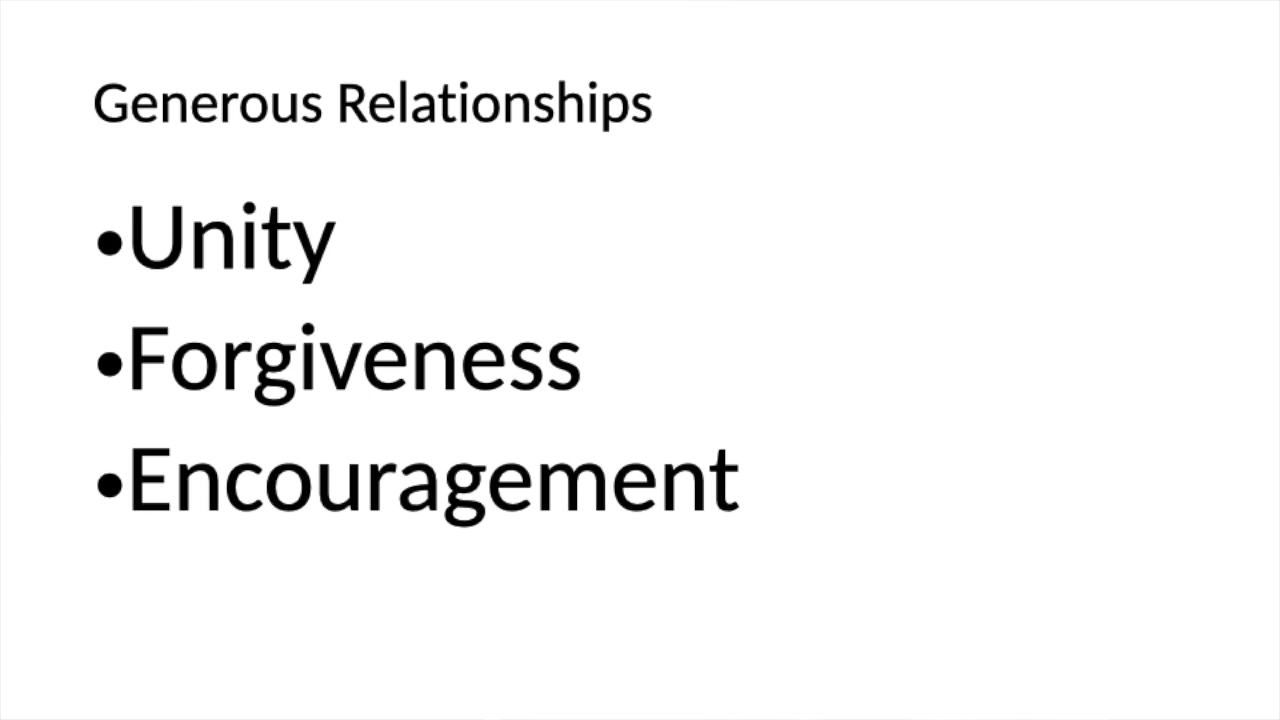 Generous Relationships
•Unity
•Forgiveness
•Encouragement